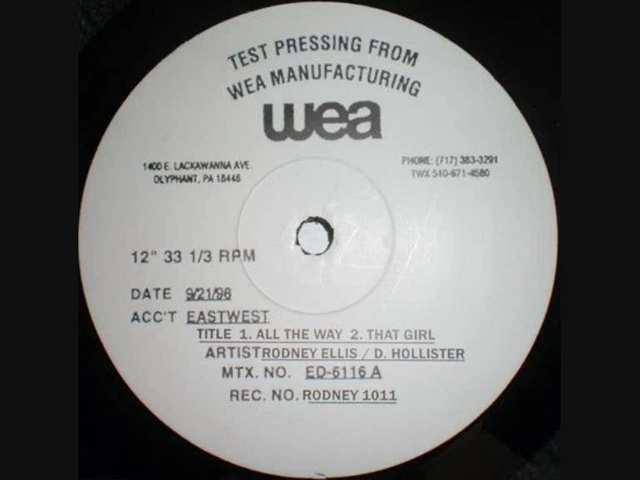 TEST PRESSING FROM
WEA MANUFACTURING
wea
1400 E. LACKAWANNA AVE.
OLYPHANT, PA 18448
PHONE: (717) 383-3291
TWX 510-671-4580
12" 33 1/3 RPM
DATE 9/21/98
ACC'T EASTWEST
TITLE 1. ALL THE WAY 2. THAT GIRL
ARTIST RODNEY ELLIS / D. HOLLISTER
MTX. NO. ED-6116 A
REC. NO. RODNEY 1011